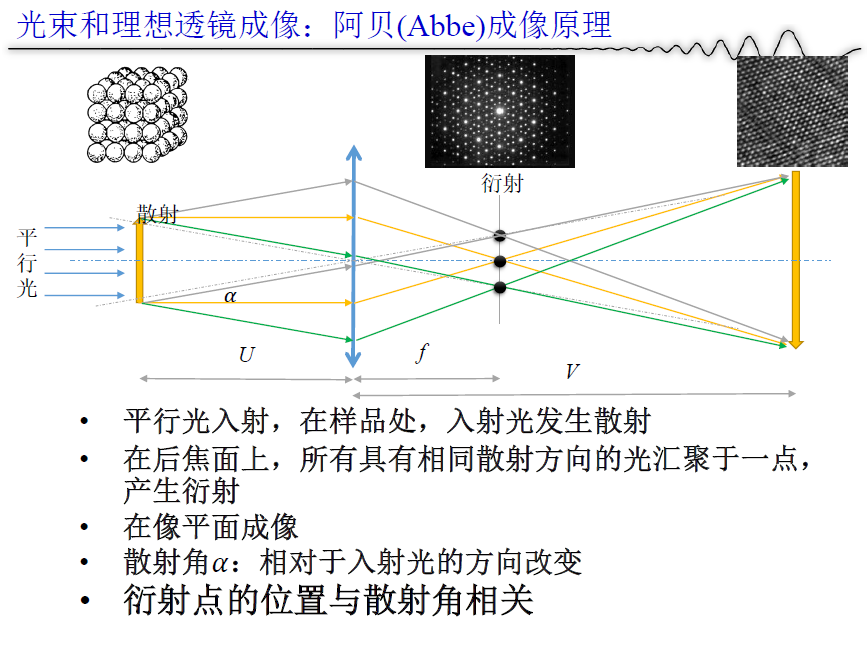 光束和理想透镜成像：阿贝(Abbe)成像原理
散射
衍射
平
行
光
α
U
f
V
• 平行光入射，在样品处，入射光发生散射
• 在后焦面上，所有具有相同散射方向的光汇聚于一点，
产生衍射
• 在像平面成像
• 散射角α：相对于入射光的方向改变
• 衍射点的位置与散射角相关